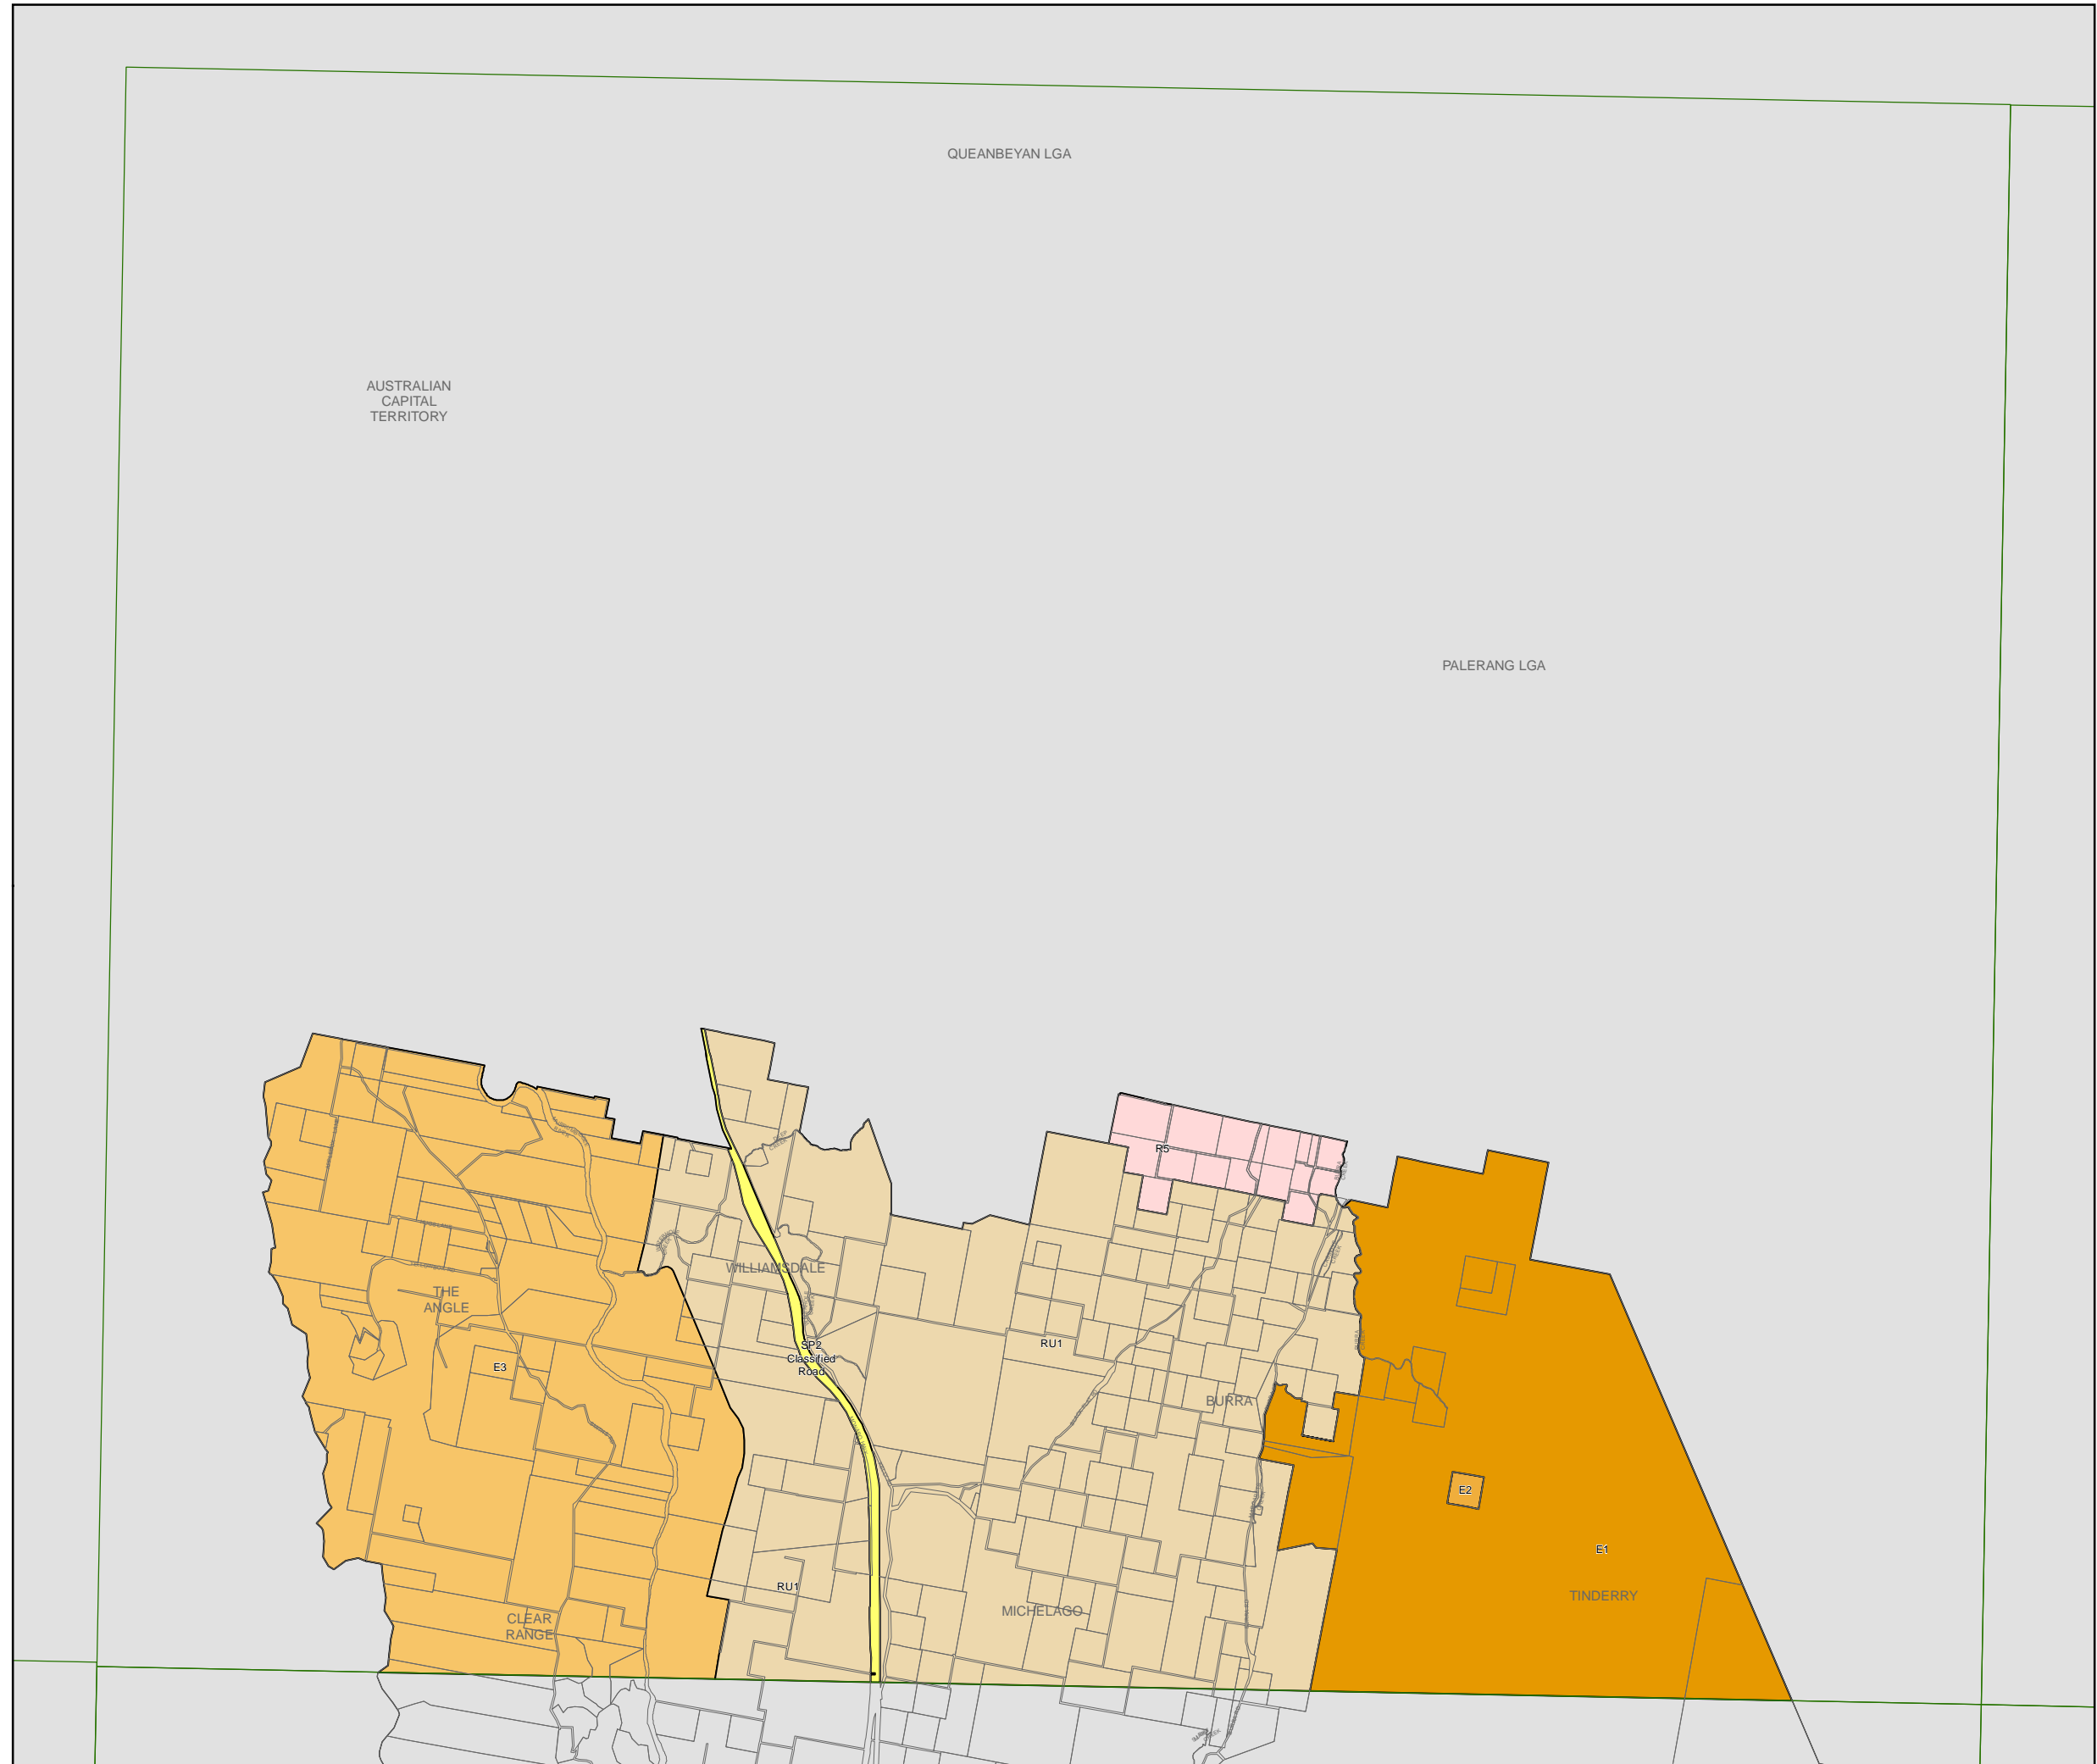 QUEANBEYAN LGA
AUSTRALIAN
CAPITAL
TERRITORY
PALERANG LGA
R5
WILLIAMSDALE
THE
ANGLE
SP2
Classified
Road
RU1
E3
BURRA
E2
E1
RU1
TINDERRY
MICHELAGO
CLEAR
RANGE